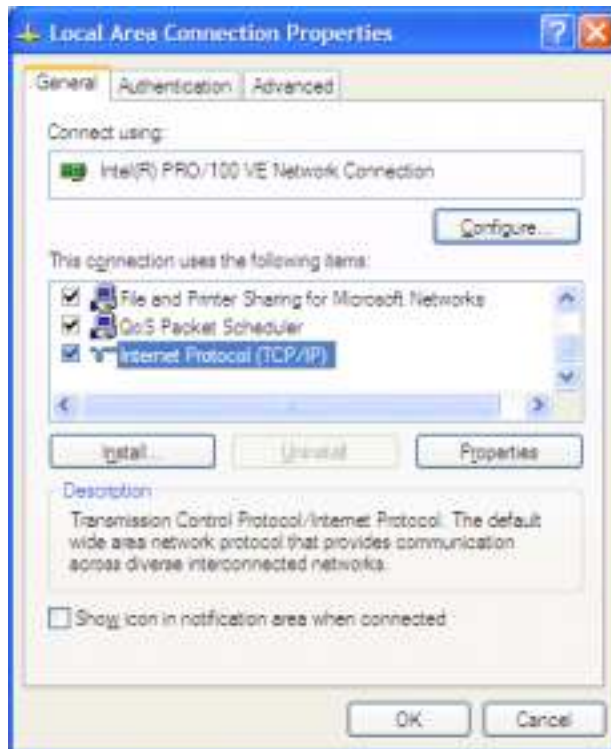 Local Area Connection Properties
General Authentication Advanced
Connect using:
Intel(R) PRO/100 VE Network Connection
Configure...
This connection uses the following items:
File and Printer Sharing for Microsoft Networks
QoS Packet Scheduler
Internet Protocol (TCP/IP)
Install... Uninstall Properties
Description
Transmission Control Protocol/Internet Protocol. The default
wide area network protocol that provides communication
across diverse interconnected networks.
Show icon in notification area when connected
OK Cancel